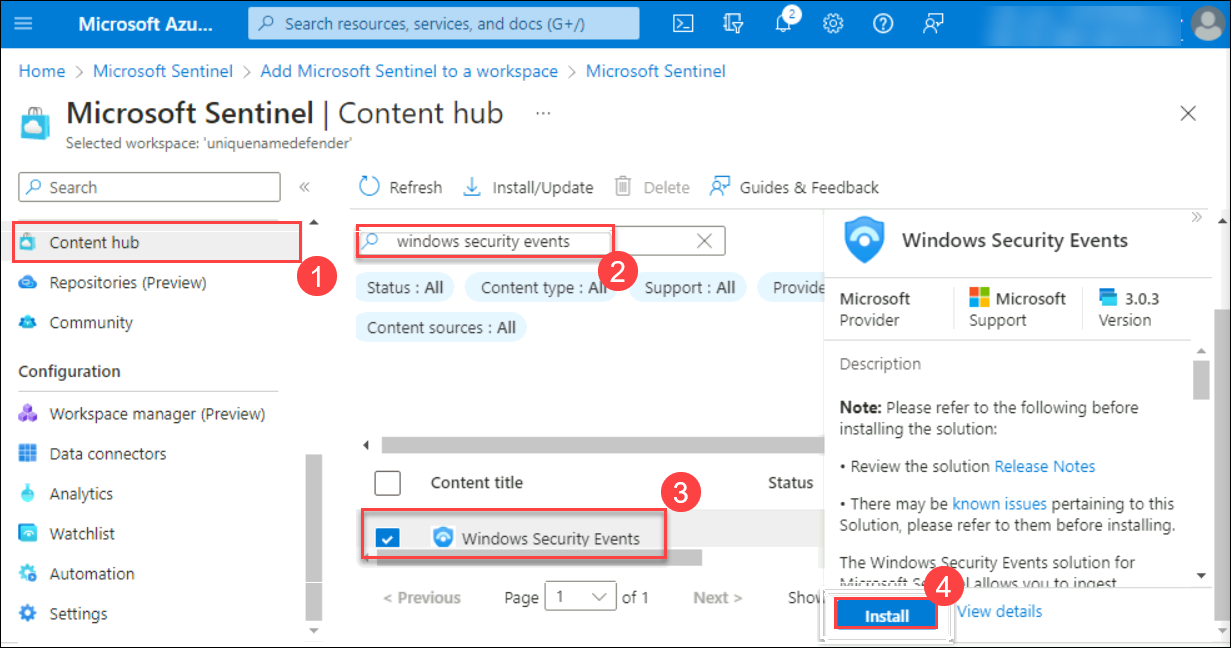 Microsoft Azu... Search resources, services, and docs (G+/) 2
Home > Microsoft Sentinel > Add Microsoft Sentinel to a workspace > Microsoft Sentinel
Microsoft Sentinel | Content hub ...
Selected workspace: 'uniquenamedefender'
Search «
Refresh Install/Update Delete Guides & Feedback
Content hub
1
Repositories (Preview)
Community
Configuration
Workspace manager (Preview)
Data connectors
Analytics
Watchlist
Automation
Settings
windows security events
2
Status : All Content type : All Support : All Provide
Content sources : All
Content title Status
3
Windows Security Events
< Previous Page 1 of 1 Next > Show
»
Windows Security Events
Microsoft
Provider
Microsoft
Support
3.0.3
Version
Description
Note: Please refer to the following before
installing the solution:
• Review the solution Release Notes
• There may be known issues pertaining to this
Solution, please refer to them before installing.
The Windows Security Events solution for
Microsoft Sentinel allows you to ingest
4
Install View details